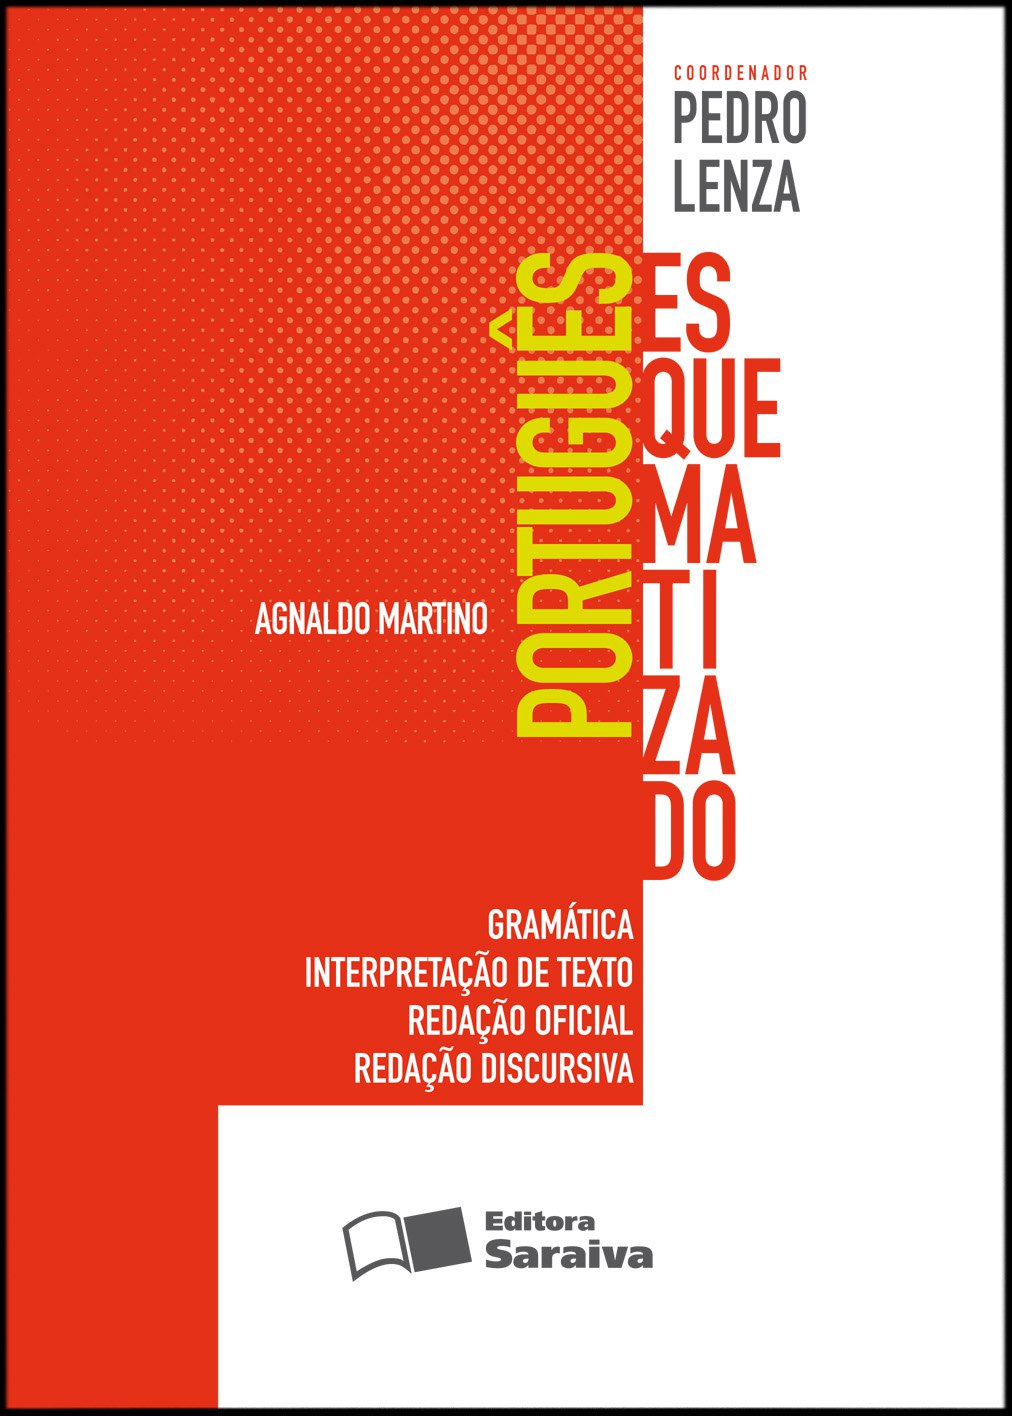 COORDENADOR
PEDRO
LENZA
PORTUGUÊS
ES
QUE
MA
TI
ZA
DO
AGNALDO MARTINO
GRAMÁTICA
INTERPRETAÇÃO DE TEXTO
REDAÇÃO OFICIAL
REDAÇÃO DISCURSIVA
Editora
Saraiva